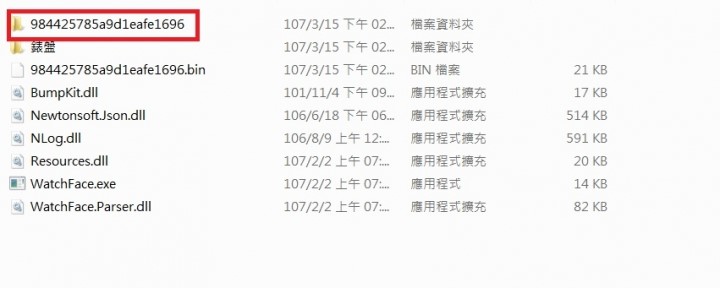 984425785a9d1eafe1696 107/3/15 下午 02... 檔案資料夾
錶盤 107/3/15 下午 02... 檔案資料夾
984425785a9d1eafe1696.bin 107/3/15 下午 02... BIN 檔案 21 KB
BumpKit.dll 101/11/4 下午 09... 應用程式擴充 17 KB
Newtonsoft.Json.dll 106/6/18 下午 06... 應用程式擴充 514 KB
NLog.dll 106/8/9 上午 12:... 應用程式擴充 591 KB
Resources.dll 107/2/2 上午 07:... 應用程式擴充 20 KB
WatchFace.exe 107/2/2 上午 07:... 應用程式 14 KB
WatchFace.Parser.dll 107/2/2 上午 07:... 應用程式擴充 82 KB